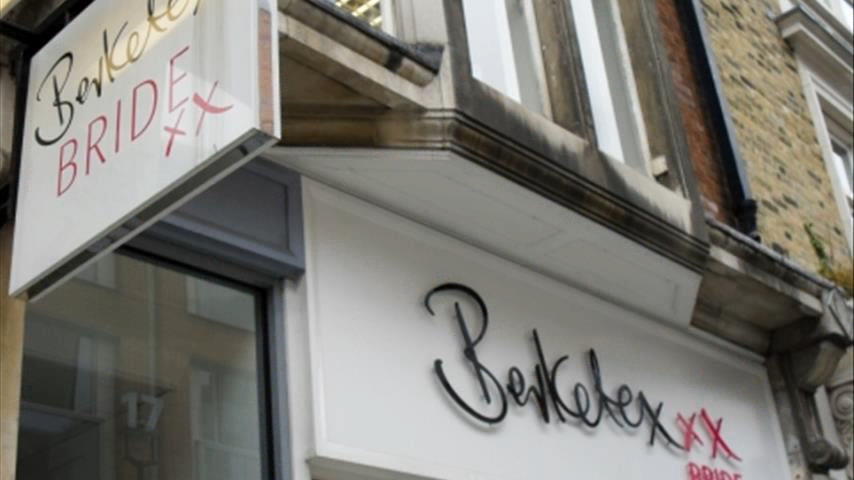 Berketex
BRIDE
xx
17
Berketex xx
BRIDE